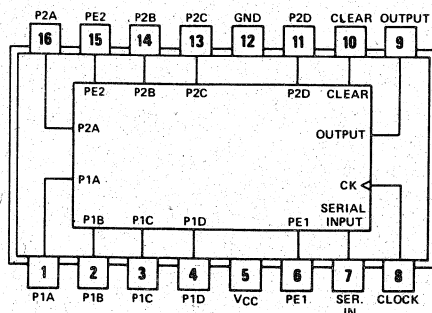 P2A PE2 P2B P2C GND P2D CLEAR OUTPUT
16 15 14 13 12 11 10 9
PE2 P2B P2C P2D CLEAR
P2A
OUTPUT
P1A
CK
SERIAL
INPUT
P1B P1C P1D PE1
1 2 3 4 5 6 7 8
P1A P1B P1C P1D VCC PE1 SER. CLOCK
IN